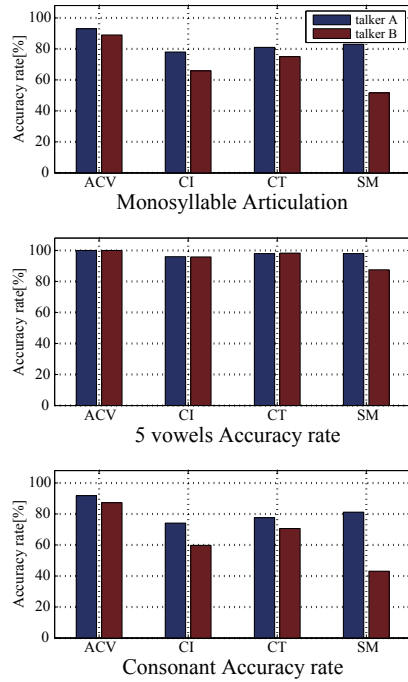 100
80
60
40
20
0
Accuracy rate[%]
talker A
talker B
ACV CI CT SM
Monosyllable Articulation
100
80
60
40
20
0
Accuracy rate[%]
ACV CI CT SM
5 vowels Accuracy rate
100
80
60
40
20
0
Accuracy rate[%]
ACV CI CT SM
Consonant Accuracy rate